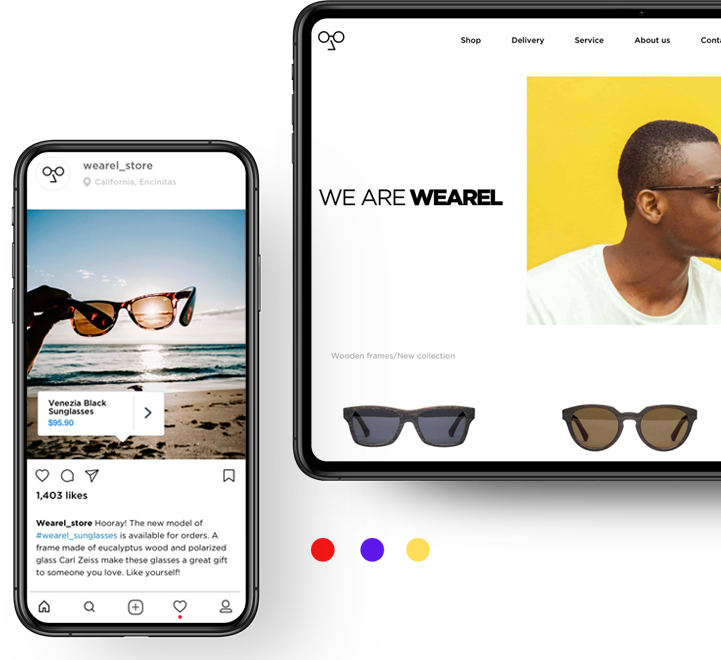 wearel_store
California, Encinitas
Venezia Black
Sunglasses
$95.90
1,403 likes
Wearel_store Hooray! The new model of
#wearel_sunglasses is available for orders. A
frame made of eucalyptus wood and polarized
glass Carl Zeiss make these glasses a great gift
to someone you love. Like yourself!
Shop Delivery Service About us Conta
WE ARE WEAREL
Wooden frames/New collection